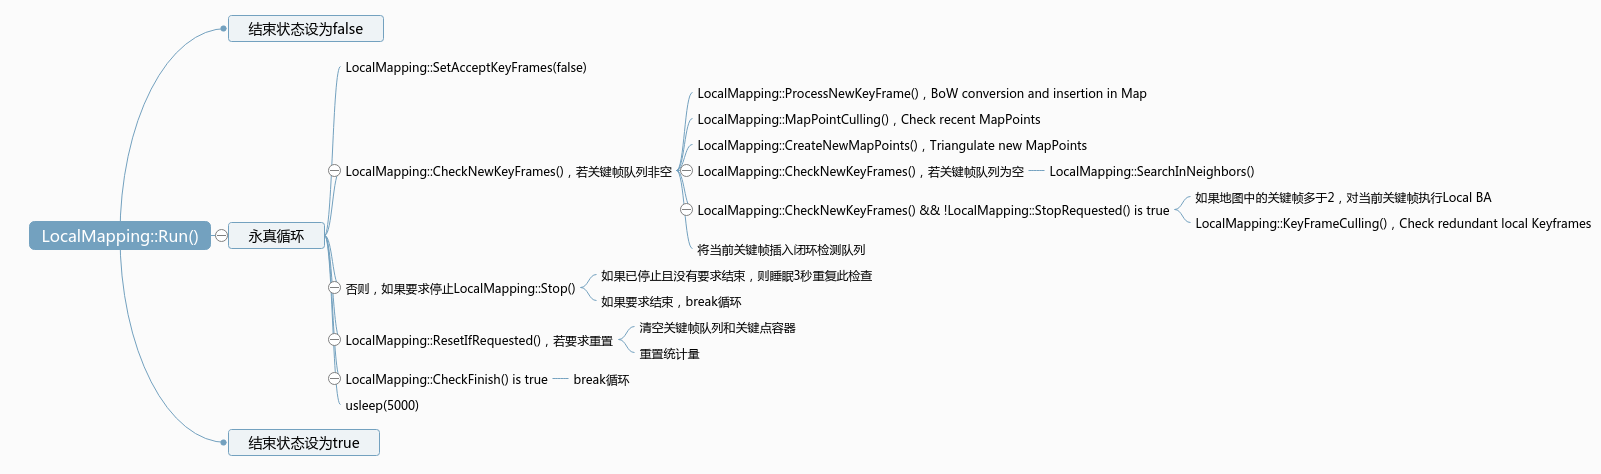 结束状态设为false
LocalMapping::SetAcceptKeyFrames(false)
LocalMapping::ProcessNewKeyFrame()，BoW conversion and insertion in Map
LocalMapping::MapPointCulling()，Check recent MapPoints
LocalMapping::CreateNewMapPoints()，Triangulate new MapPoints
LocalMapping::CheckNewKeyFrames()，若关键帧队列非空
LocalMapping::CheckNewKeyFrames()，若关键帧队列为空
LocalMapping::SearchInNeighbors()
如果地图中的关键帧多于2，对当前关键帧执行Local BA
LocalMapping::CheckNewKeyFrames() && !LocalMapping::StopRequested() is true
LocalMapping::KeyFrameCulling()，Check redundant local Keyframes
LocalMapping::Run()
永真循环
将当前关键帧插入闭环检测队列
如果已停止且没有要求结束，则睡眠3秒重复此检查
否则，如果要求停止LocalMapping::Stop()
如果要求结束，break循环
清空关键帧队列和关键点容器
LocalMapping::ResetIfRequested()，若要求重置
重置统计量
LocalMapping::CheckFinish() is true
break循环
usleep(5000)
结束状态设为true